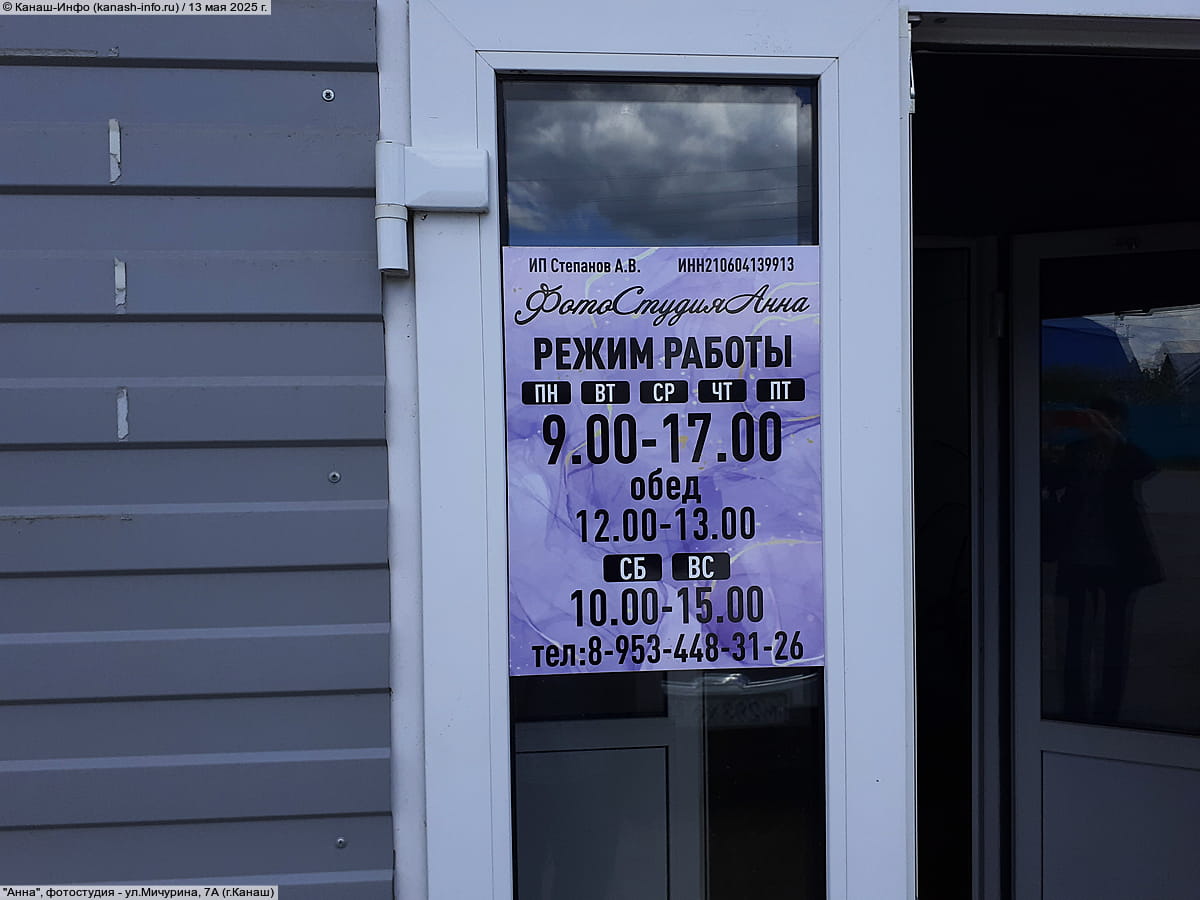 © Канаш-Инфо (kanash-info.ru) / 13 мая 2025 г.
ИП Степанов А.В. ИНН210604139913
ФотоСтудияАнна
РЕЖИМ РАБОТЫ
ПН ВТ СР ЧТ ПТ
9.00-17.00
обед
12.00-13.00
СБ ВС
10.00-15.00
тел:8-953-448-31-26
"Анна", фотостудия - ул.Мичурина, 7А (г.Канаш)